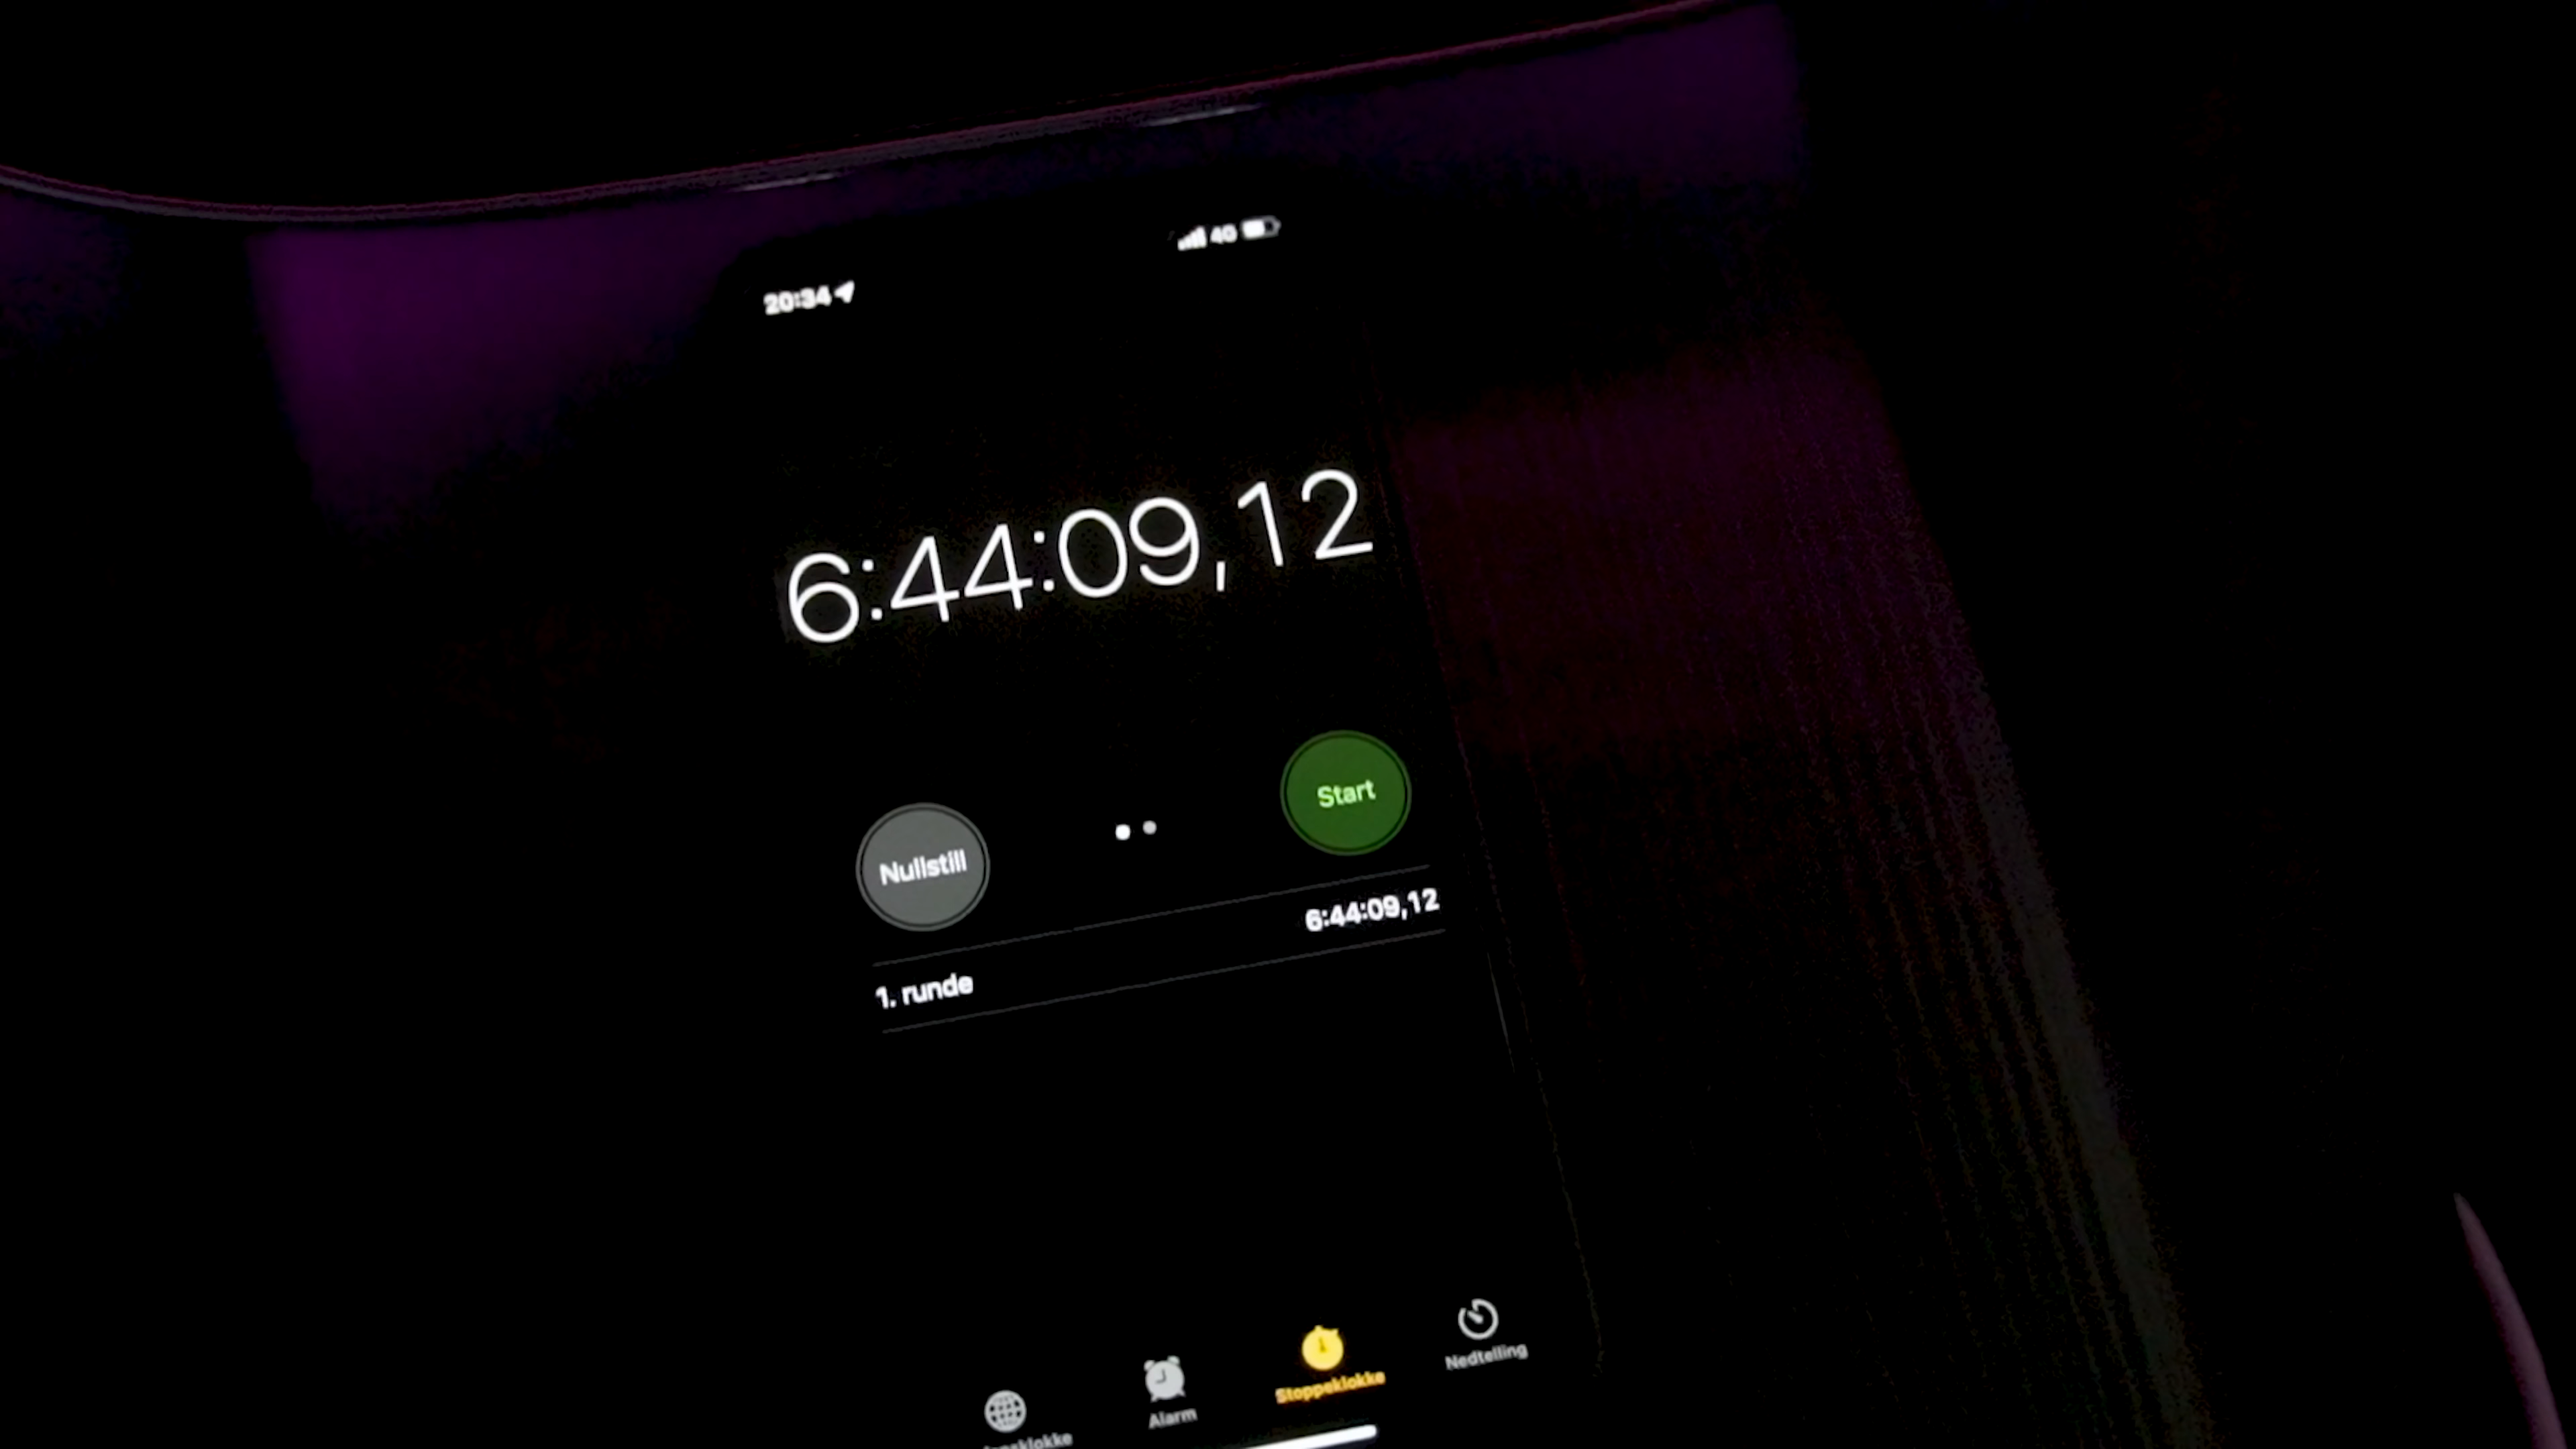 20:34
4G
6:44:09,12
Nullstill
Start
1. runde
6:44:09,12
Alarm
Stoppeklokke
Nedtelling